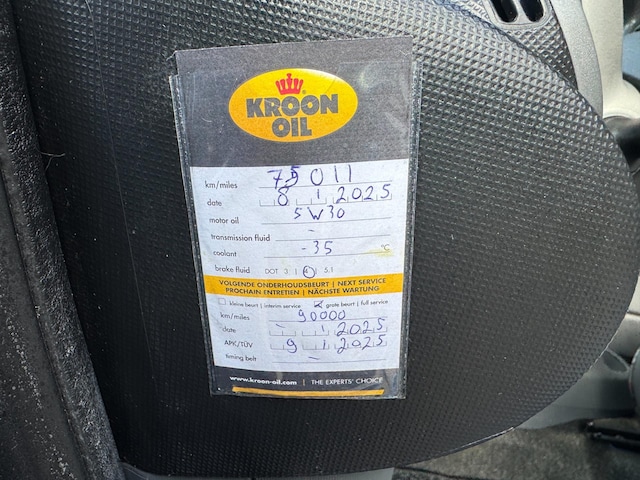 KROON
OIL
km/miles 75011
date 8 1 2025
motor oil 5W30
transmission fluid -
coolant -35 °C
brake fluid DOT 3 | 4 | 5.1
VOLGENDE ONDERHOUDSBEURT | NEXT SERVICE
PROCHAIN ENTRETIEN | NÄCHSTE WARTUNG
kleine beurt | interim service grote beurt | full service
km/miles 90000
date - 1 2025
APK/TÜV 9 1 2025
timing belt -
www.kroon-oil.com | THE EXPERTS' CHOICE